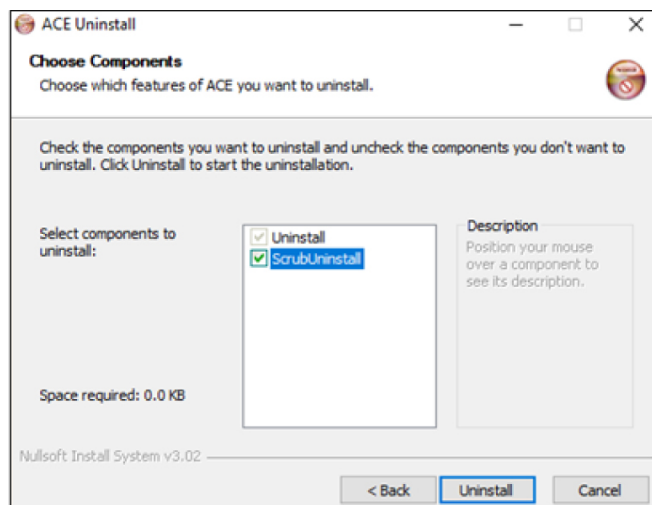 ACE Uninstall
Choose Components
Choose which features of ACE you want to uninstall.
Check the components you want to uninstall and uncheck the components you don't want to
uninstall. Click Uninstall to start the uninstallation.
Select components to
uninstall:
Uninstall
ScrubUninstall
Description
Position your mouse
over a component to
see its description.
Space required: 0.0 KB
Nullsoft Install System v3.02
< Back
Uninstall
Cancel